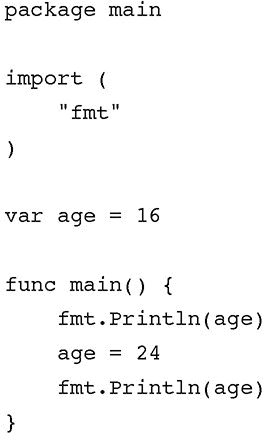 package main

import (
    "fmt"
)

var age = 16

func main() {
    fmt.Println(age)
    age = 24
    fmt.Println(age)
}